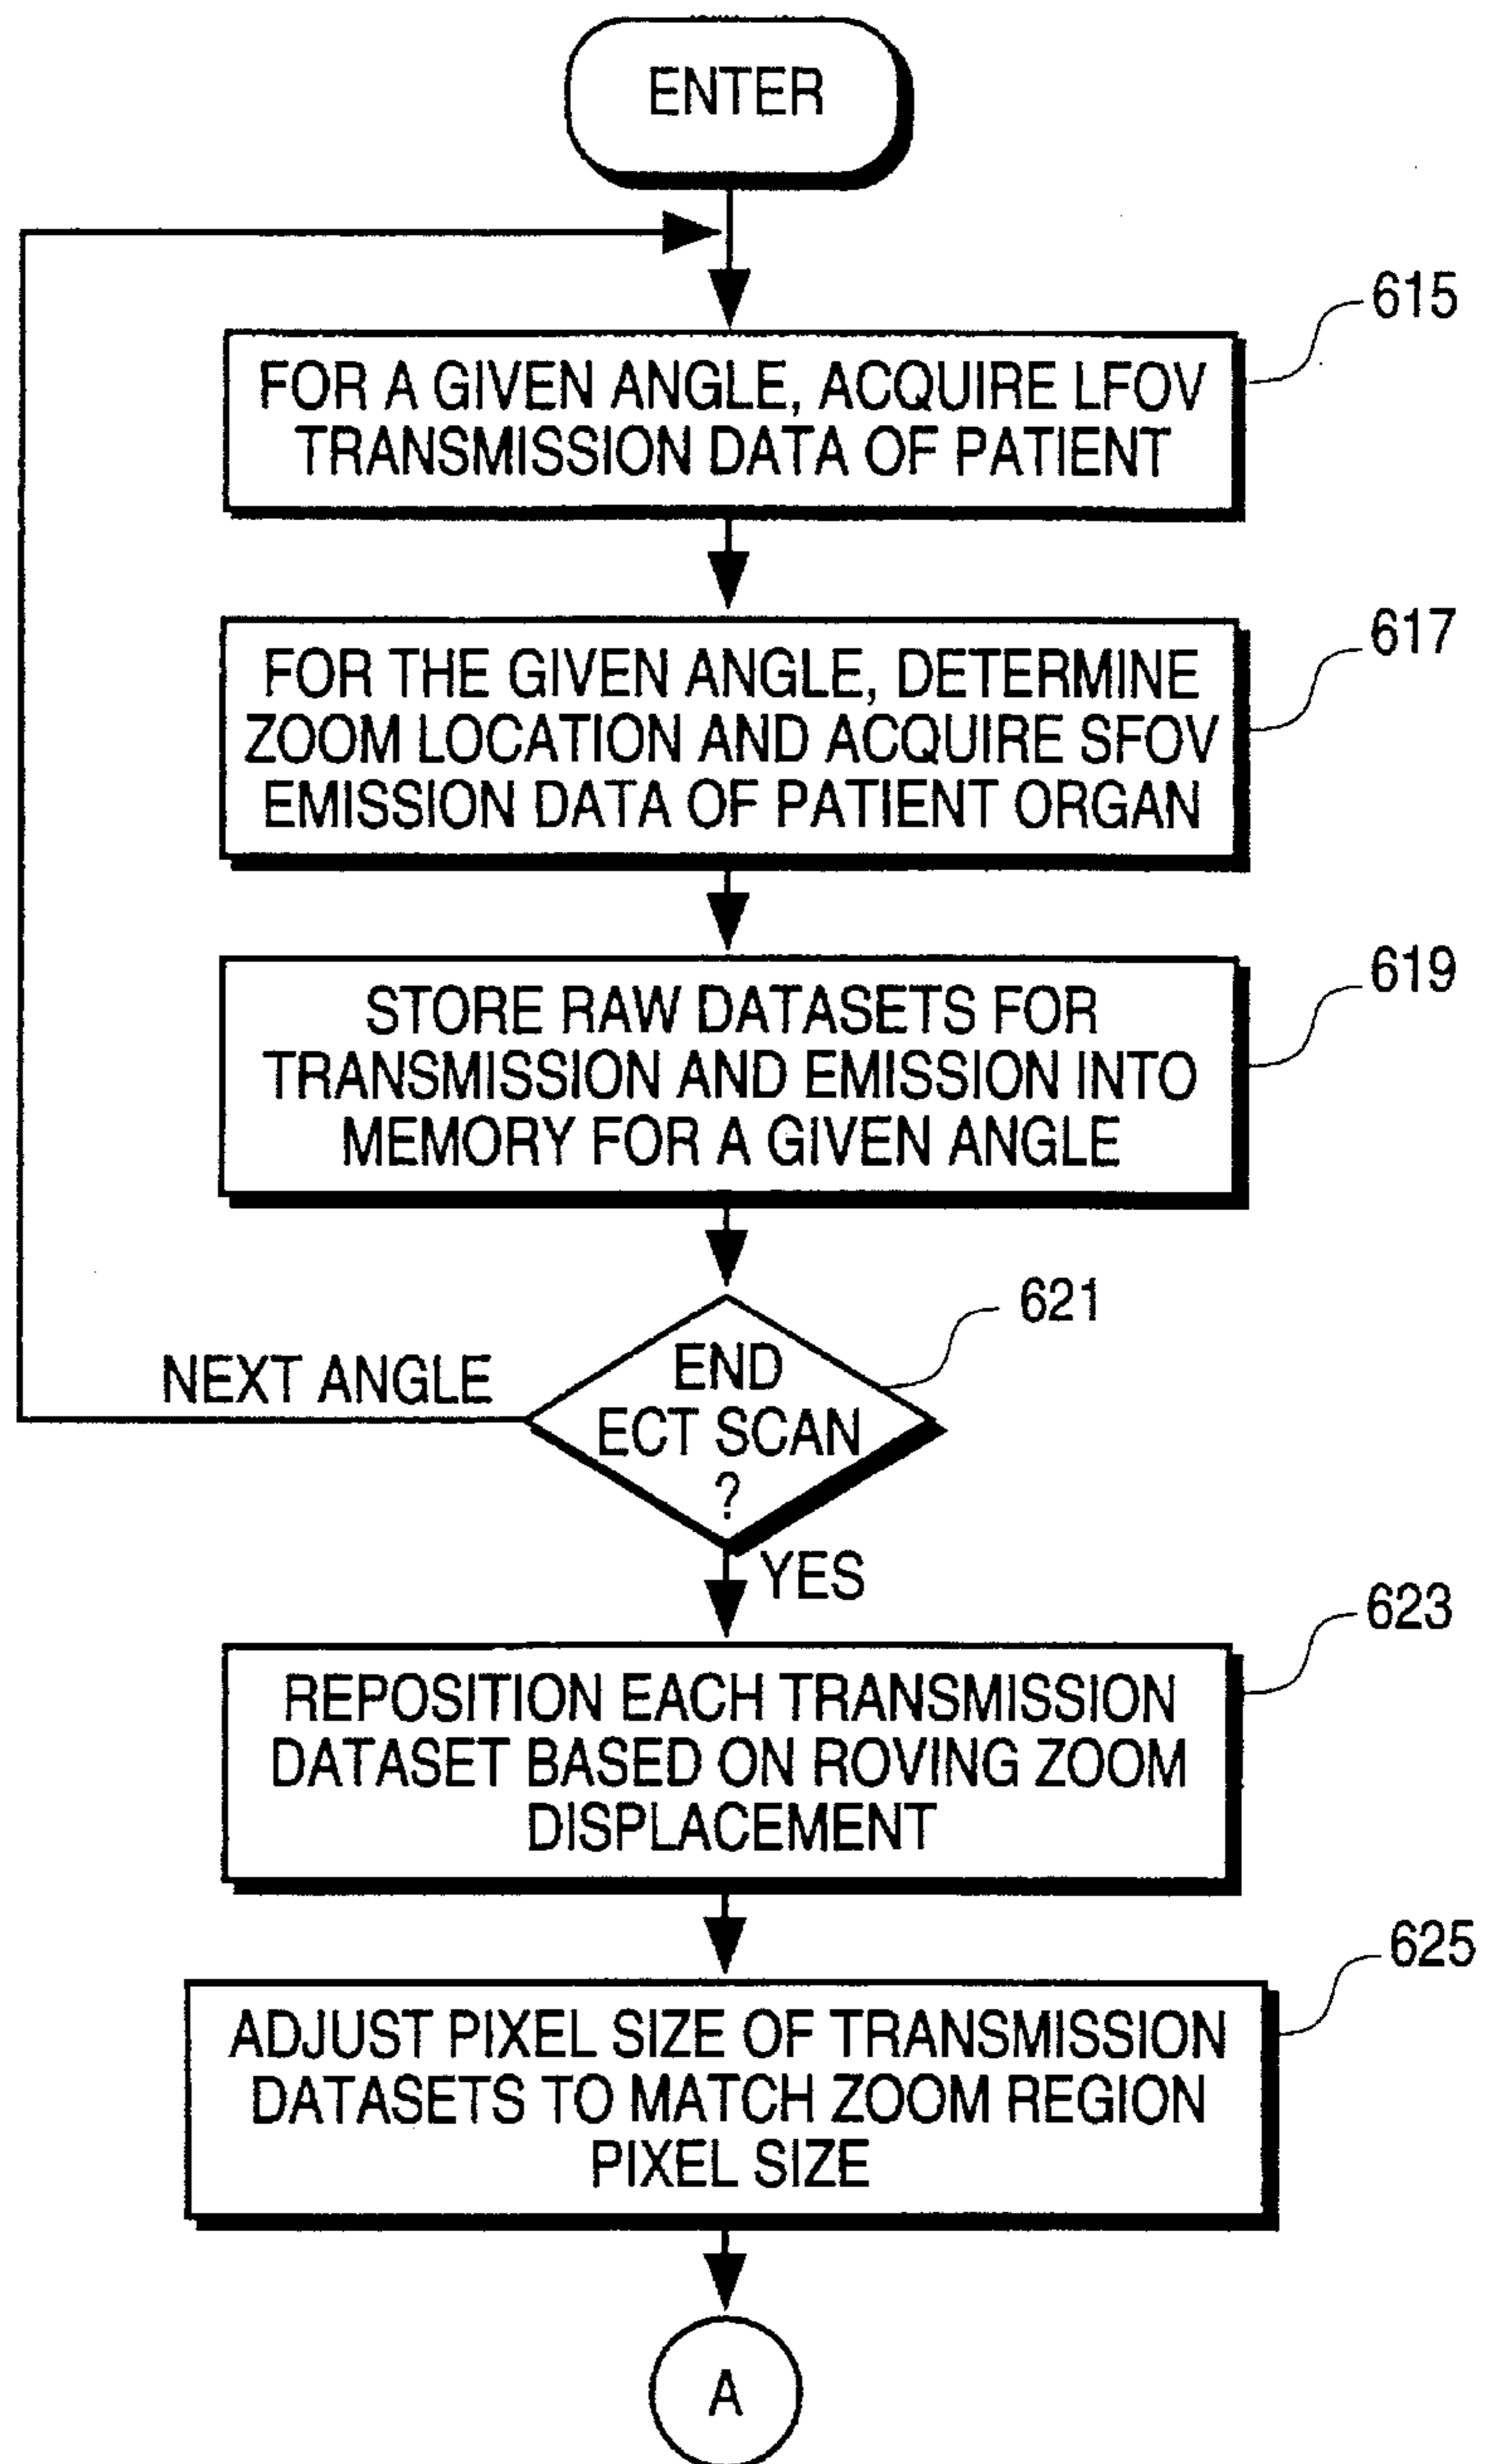 ENTER
615
FOR A GIVEN ANGLE, ACQUIRE LFOV
TRANSMISSION DATA OF PATIENT
617
FOR THE GIVEN ANGLE, DETERMINE
ZOOM LOCATION AND ACQUIRE SFOV
EMISSION DATA OF PATIENT ORGAN
619
STORE RAW DATASETS FOR
TRANSMISSION AND EMISSION INTO
MEMORY FOR A GIVEN ANGLE
621
NEXT ANGLE
END
ECT SCAN
?
YES
623
REPOSITION EACH TRANSMISSION
DATASET BASED ON ROVING ZOOM
DISPLACEMENT
625
ADJUST PIXEL SIZE OF TRANSMISSION
DATASETS TO MATCH ZOOM REGION
PIXEL SIZE
A